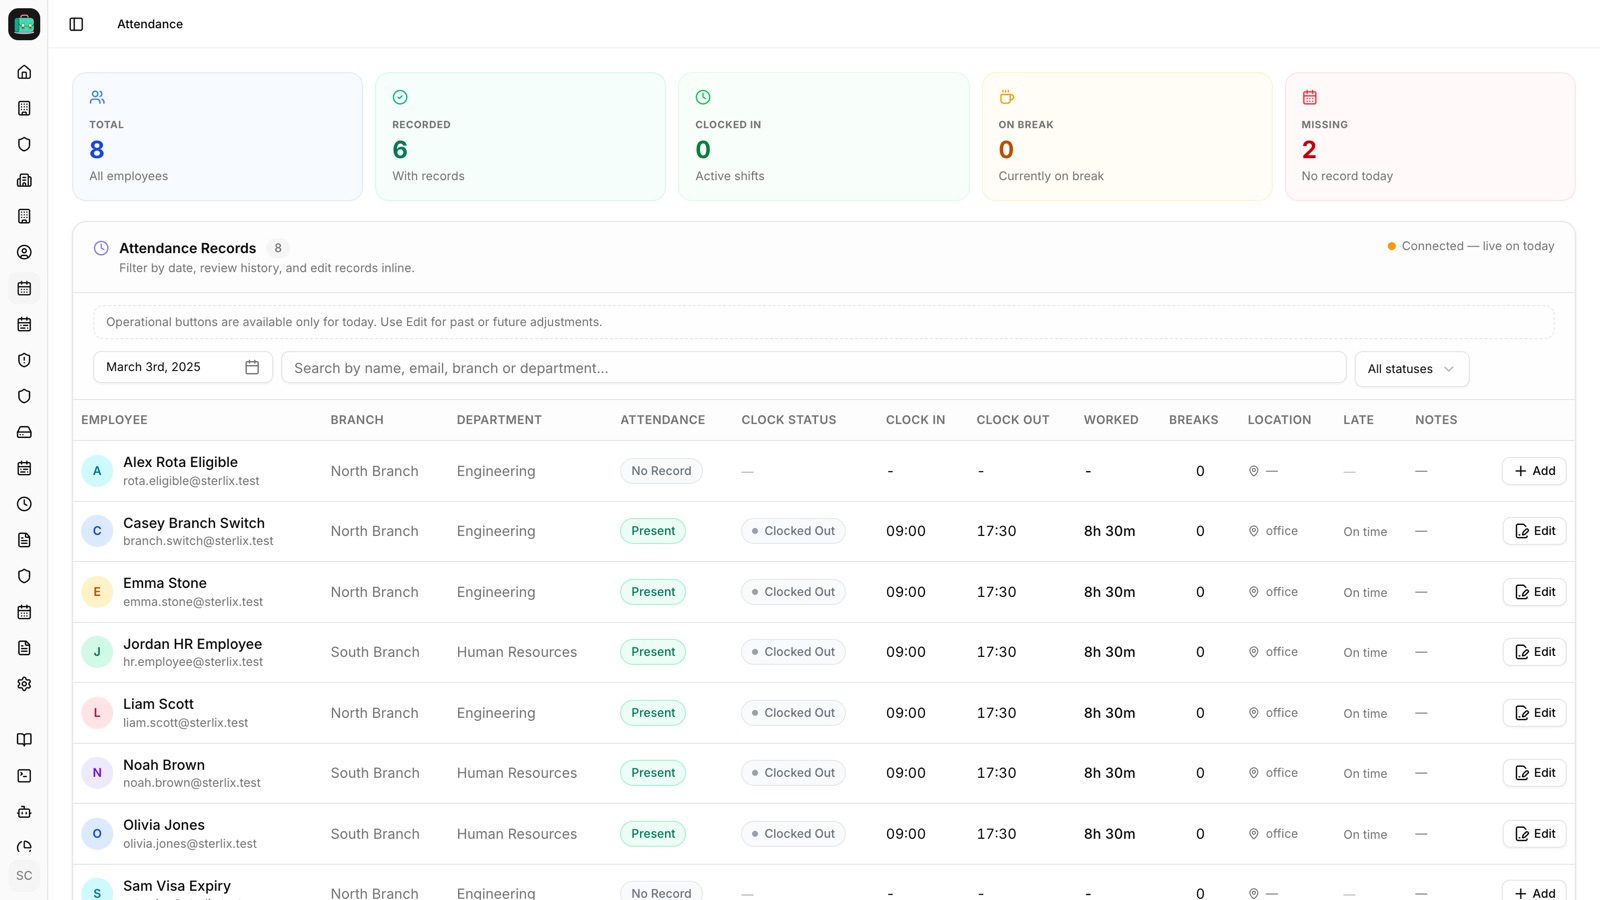 Attendance
TOTAL
8
All employees
RECORDED
6
With records
CLOCKED IN
0
Active shifts
ON BREAK
0
Currently on break
MISSING
2
No record today
Attendance Records 8
Filter by date, review history, and edit records inline.
Connected — live on today
Operational buttons are available only for today. Use Edit for past or future adjustments.
March 3rd, 2025
Search by name, email, branch or department...
All statuses
EMPLOYEE BRANCH DEPARTMENT ATTENDANCE CLOCK STATUS CLOCK IN CLOCK OUT WORKED BREAKS LOCATION LATE NOTES
A Alex Rota Eligible North Branch Engineering No Record — - - - 0 — — — Add
rota.eligible@sterlix.test
C Casey Branch Switch North Branch Engineering Present Clocked Out 09:00 17:30 8h 30m 0 office On time — Edit
branch.switch@sterlix.test
E Emma Stone North Branch Engineering Present Clocked Out 09:00 17:30 8h 30m 0 office On time — Edit
emma.stone@sterlix.test
J Jordan HR Employee South Branch Human Resources Present Clocked Out 09:00 17:30 8h 30m 0 office On time — Edit
hr.employee@sterlix.test
L Liam Scott North Branch Engineering Present Clocked Out 09:00 17:30 8h 30m 0 office On time — Edit
liam.scott@sterlix.test
N Noah Brown South Branch Human Resources Present Clocked Out 09:00 17:30 8h 30m 0 office On time — Edit
noah.brown@sterlix.test
O Olivia Jones South Branch Human Resources Present Clocked Out 09:00 17:30 8h 30m 0 office On time — Edit
olivia.jones@sterlix.test
S Sam Visa Expiry North Branch Engineering No Record — - - - 0 — — — Add
SC